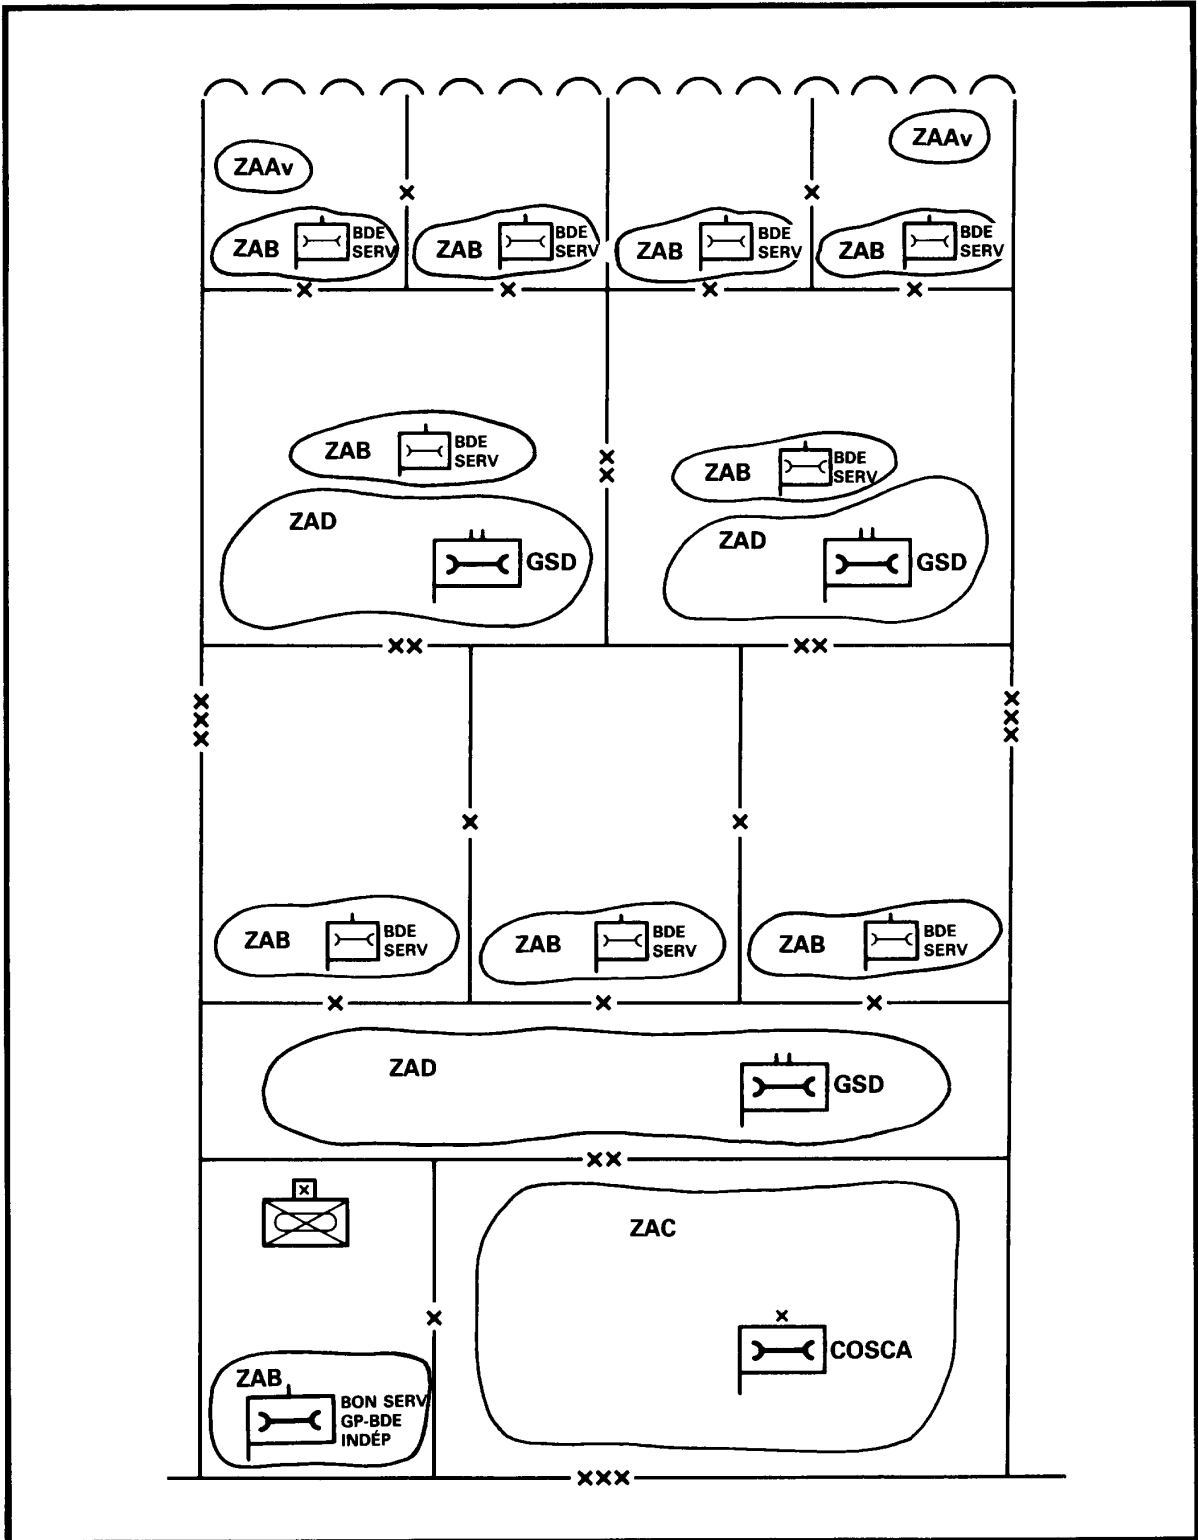 ZAAv
ZAAv
ZAB
BDE
SERV
ZAB
BDE
SERV
ZAB
BDE
SERV
ZAB
BDE
SERV
ZAB
BDE
SERV
ZAB
BDE
SERV
ZAD
GSD
ZAD
GSD
ZAB
BDE
SERV
ZAB
BDE
SERV
ZAB
BDE
SERV
ZAD
GSD
ZAC
COSCA
ZAB
BON SERV
GP-BDE
INDÉP